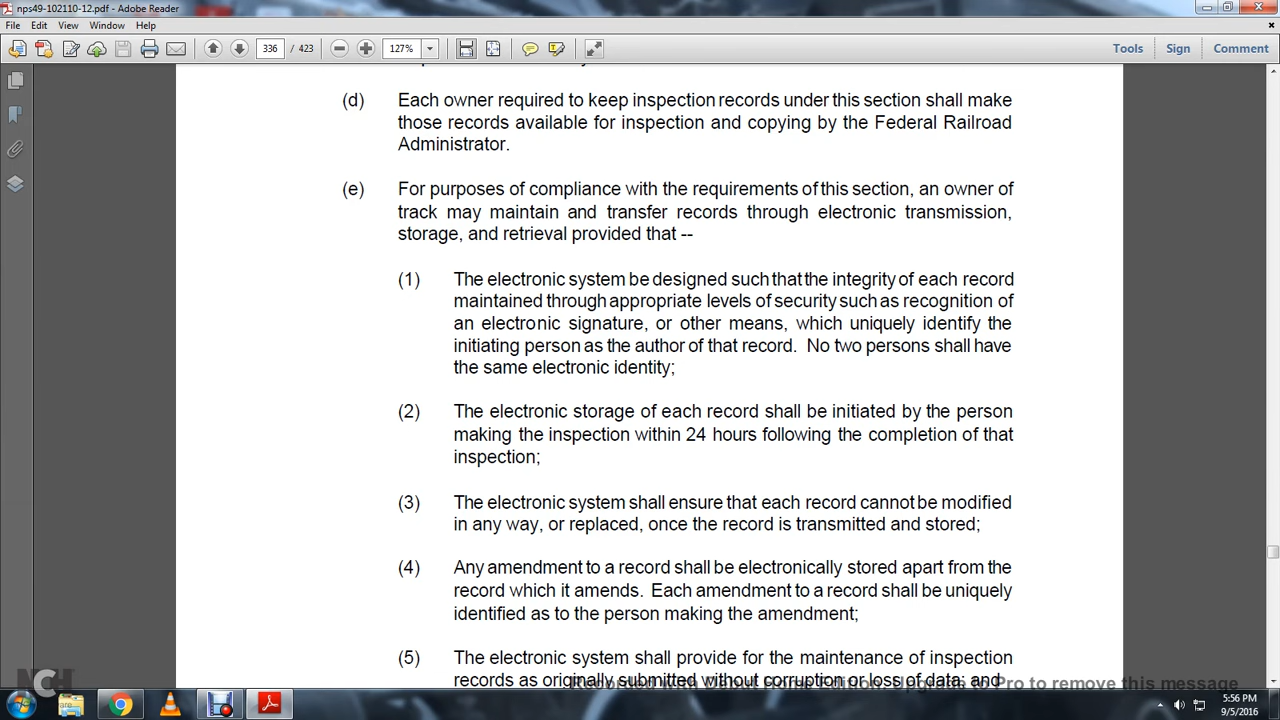 nps49-102110-12.pdf - Adobe Reader
File Edit View Window Help
336 / 423 127% Tools Sign Comment
(d) Each owner required to keep inspection records under this section shall make
those records available for inspection and copying by the Federal Railroad
Administrator.
(e) For purposes of compliance with the requirements of this section, an owner of
track may maintain and transfer records through electronic transmission,
storage, and retrieval provided that --
(1) The electronic system be designed such that the integrity of each record
maintained through appropriate levels of security such as recognition of
an electronic signature, or other means, which uniquely identify the
initiating person as the author of that record. No two persons shall have
the same electronic identity;
(2) The electronic storage of each record shall be initiated by the person
making the inspection within 24 hours following the completion of that
inspection;
(3) The electronic system shall ensure that each record cannot be modified
in any way, or replaced, once the record is transmitted and stored;
(4) Any amendment to a record shall be electronically stored apart from the
record which it amends. Each amendment to a record shall be uniquely
identified as to the person making the amendment;
(5) The electronic system shall provide for the maintenance of inspection
records as originally submitted without corruption or loss of data, and
NCH
to Pro to remove this message
5:56 PM
9/5/2016